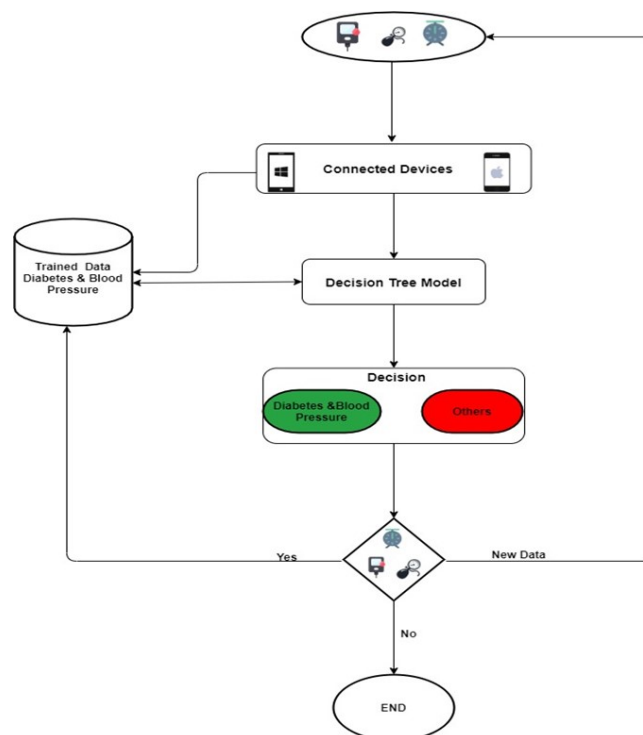 Connected Devices
Trained Data
Diabetes & Blood
Pressure
Decision Tree Model
Decision
Diabetes &Blood
Pressure
Others
Yes
New Data
No
END